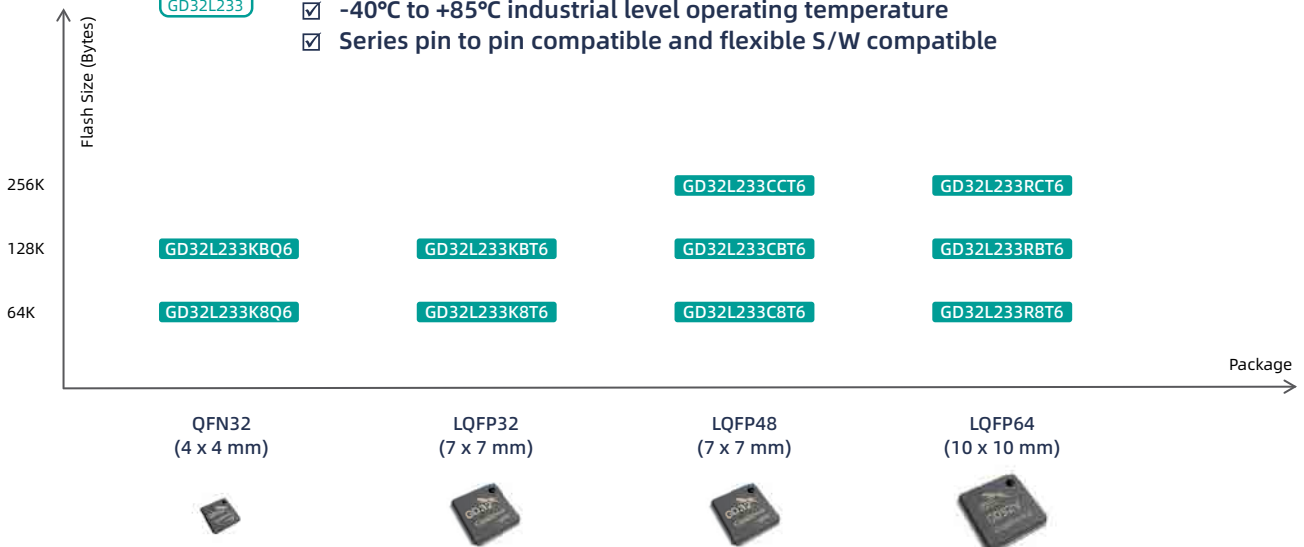 GD32L233
-40℃ to +85℃ industrial level operating temperature
Series pin to pin compatible and flexible S/W compatible
Flash Size (Bytes)
256K
GD32L233CCT6
GD32L233RCT6
128K
GD32L233KBQ6
GD32L233KBT6
GD32L233CBT6
GD32L233RBT6
64K
GD32L233K8Q6
GD32L233K8T6
GD32L233C8T6
GD32L233R8T6
Package
QFN32
(4 x 4 mm)
LQFP32
(7 x 7 mm)
LQFP48
(7 x 7 mm)
LQFP64
(10 x 10 mm)
GD32
GD32